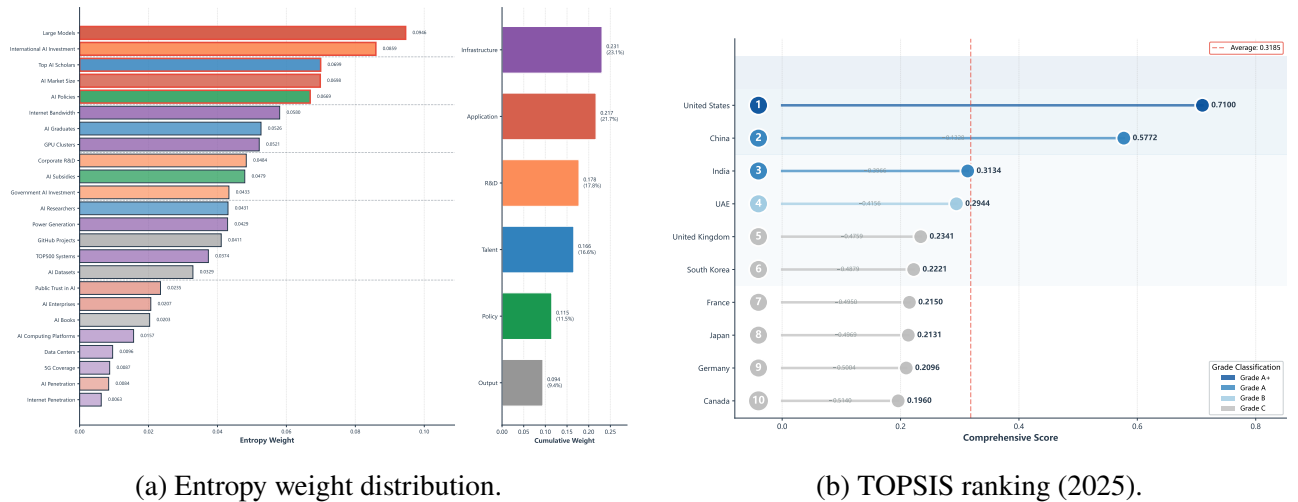 Large Models
0.0946
International AI Investment
0.0859
Top AI Scholars
0.0699
AI Market Size
0.0698
AI Policies
0.0669
Internet Bandwidth
0.0580
AI Graduates
0.0526
GPU Clusters
0.0521
Corporate R&D
0.0484
AI Subsidies
0.0479
Government AI Investment
0.0433
AI Researchers
0.0431
Power Generation
0.0429
GitHub Projects
0.0411
TOP500 Systems
0.0374
AI Datasets
0.0329
Public Trust in AI
0.0235
AI Enterprises
0.0207
AI Books
0.0203
AI Computing Platforms
0.0157
Data Centers
0.0096
5G Coverage
0.0087
AI Penetration
0.0084
Internet Penetration
0.0063
0.00 0.02 0.04 0.06 0.08 0.10
Entropy Weight
Infrastructure
0.231
(23.1%)
Application
0.217
(21.7%)
R&D
0.178
(17.8%)
Talent
0.166
(16.6%)
Policy
0.115
(11.5%)
Output
0.094
(9.4%)
0.00 0.05 0.10 0.15 0.20 0.25
Cumulative Weight
(a) Entropy weight distribution.
Average: 0.3185
United States 1 0.7100
China 2 0.5772
India 3 0.3134
UAE 4 0.2944
United Kingdom 5 −0.4759 0.2341
South Korea 6 −0.4879 0.2221
France 7 −0.4950 0.2150
Japan 8 −0.4969 0.2131
Germany 9 −0.5004 0.2096
Canada 10 −0.5140 0.1960
Grade Classification
Grade A+
Grade A
Grade B
Grade C
0.0 0.2 0.4 0.6 0.8
Comprehensive Score
(b) TOPSIS ranking (2025).